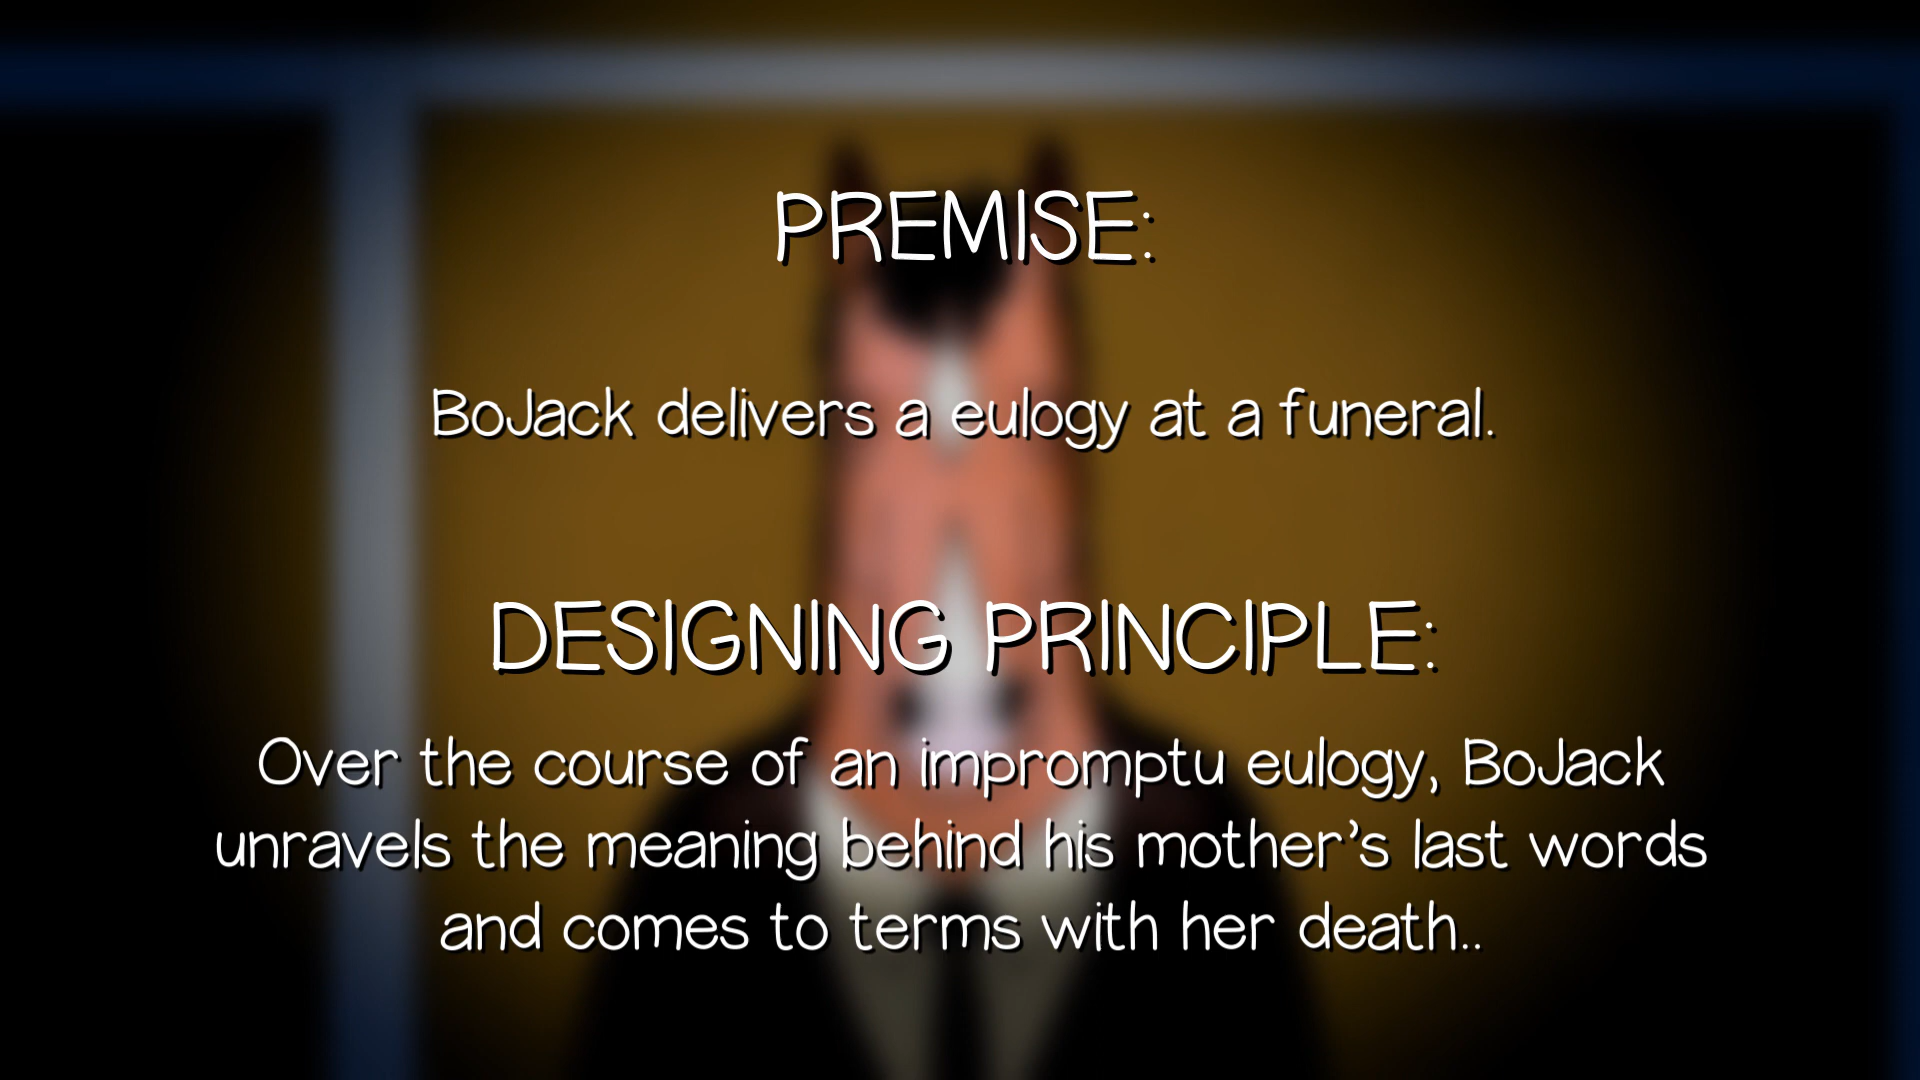 PREMISE:
BoJack delivers a eulogy at a funeral.
DESIGNING PRINCIPLE:
Over the course of an impromptu eulogy, BoJack
unravels the meaning behind his mother's last words
and comes to terms with her death..